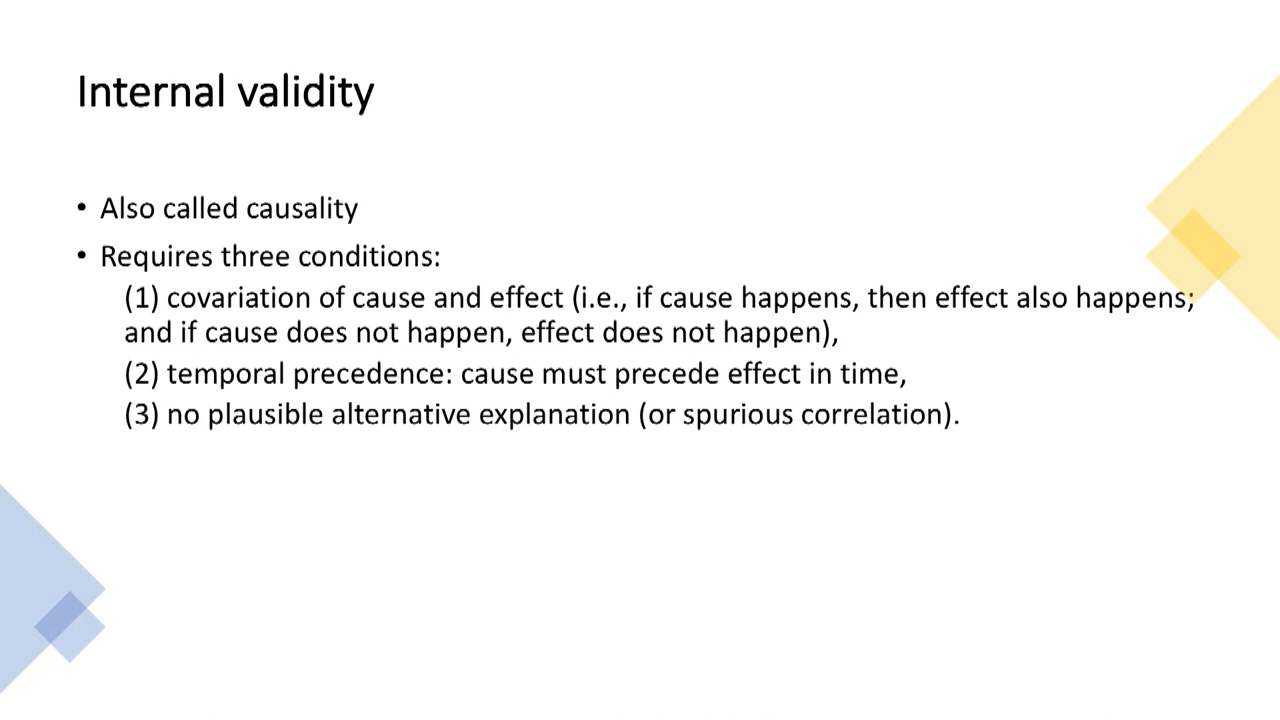 Internal validity
• Also called causality
• Requires three conditions:
(1) covariation of cause and effect (i.e., if cause happens, then effect also happens;
and if cause does not happen, effect does not happen),
(2) temporal precedence: cause must precede effect in time,
(3) no plausible alternative explanation (or spurious correlation).